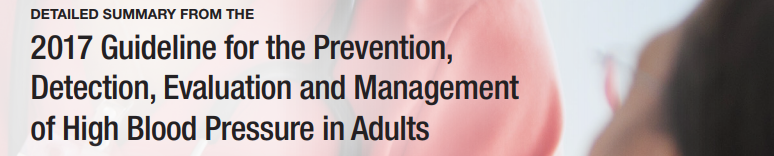 DETAILED SUMMARY FROM THE
2017 Guideline for the Prevention,
Detection, Evaluation and Management
of High Blood Pressure in Adults